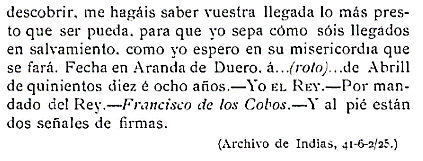 descobrir, me hagáis saber vuestra llegada lo más pres-
to que ser pueda, para que yo sepa cómo sóis llegados
en salvamiento, como yo espero en su misericordia que
se fará. Fecha en Aranda de Duero, á...(roto)...de Abrill
de quinientos diez é ocho años.—YO EL REY.—Por man-
dado del Rey.—Francisco de los Cobos.—Y al pié están
dos señales de firmas.
(Archivo de Indias, 41-6-2/25.)